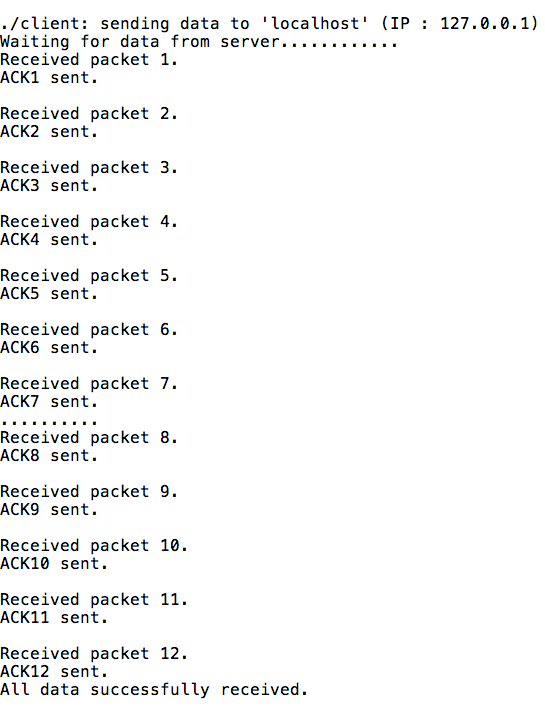 ./client: sending data to 'localhost' (IP : 127.0.0.1)
Waiting for data from server............
Received packet 1.
ACK1 sent.
Received packet 2.
ACK2 sent.
Received packet 3.
ACK3 sent.
Received packet 4.
ACK4 sent.
Received packet 5.
ACK5 sent.
Received packet 6.
ACK6 sent.
Received packet 7.
ACK7 sent.
..........
Received packet 8.
ACK8 sent.
Received packet 9.
ACK9 sent.
Received packet 10.
ACK10 sent.
Received packet 11.
ACK11 sent.
Received packet 12.
ACK12 sent.
All data successfully received.